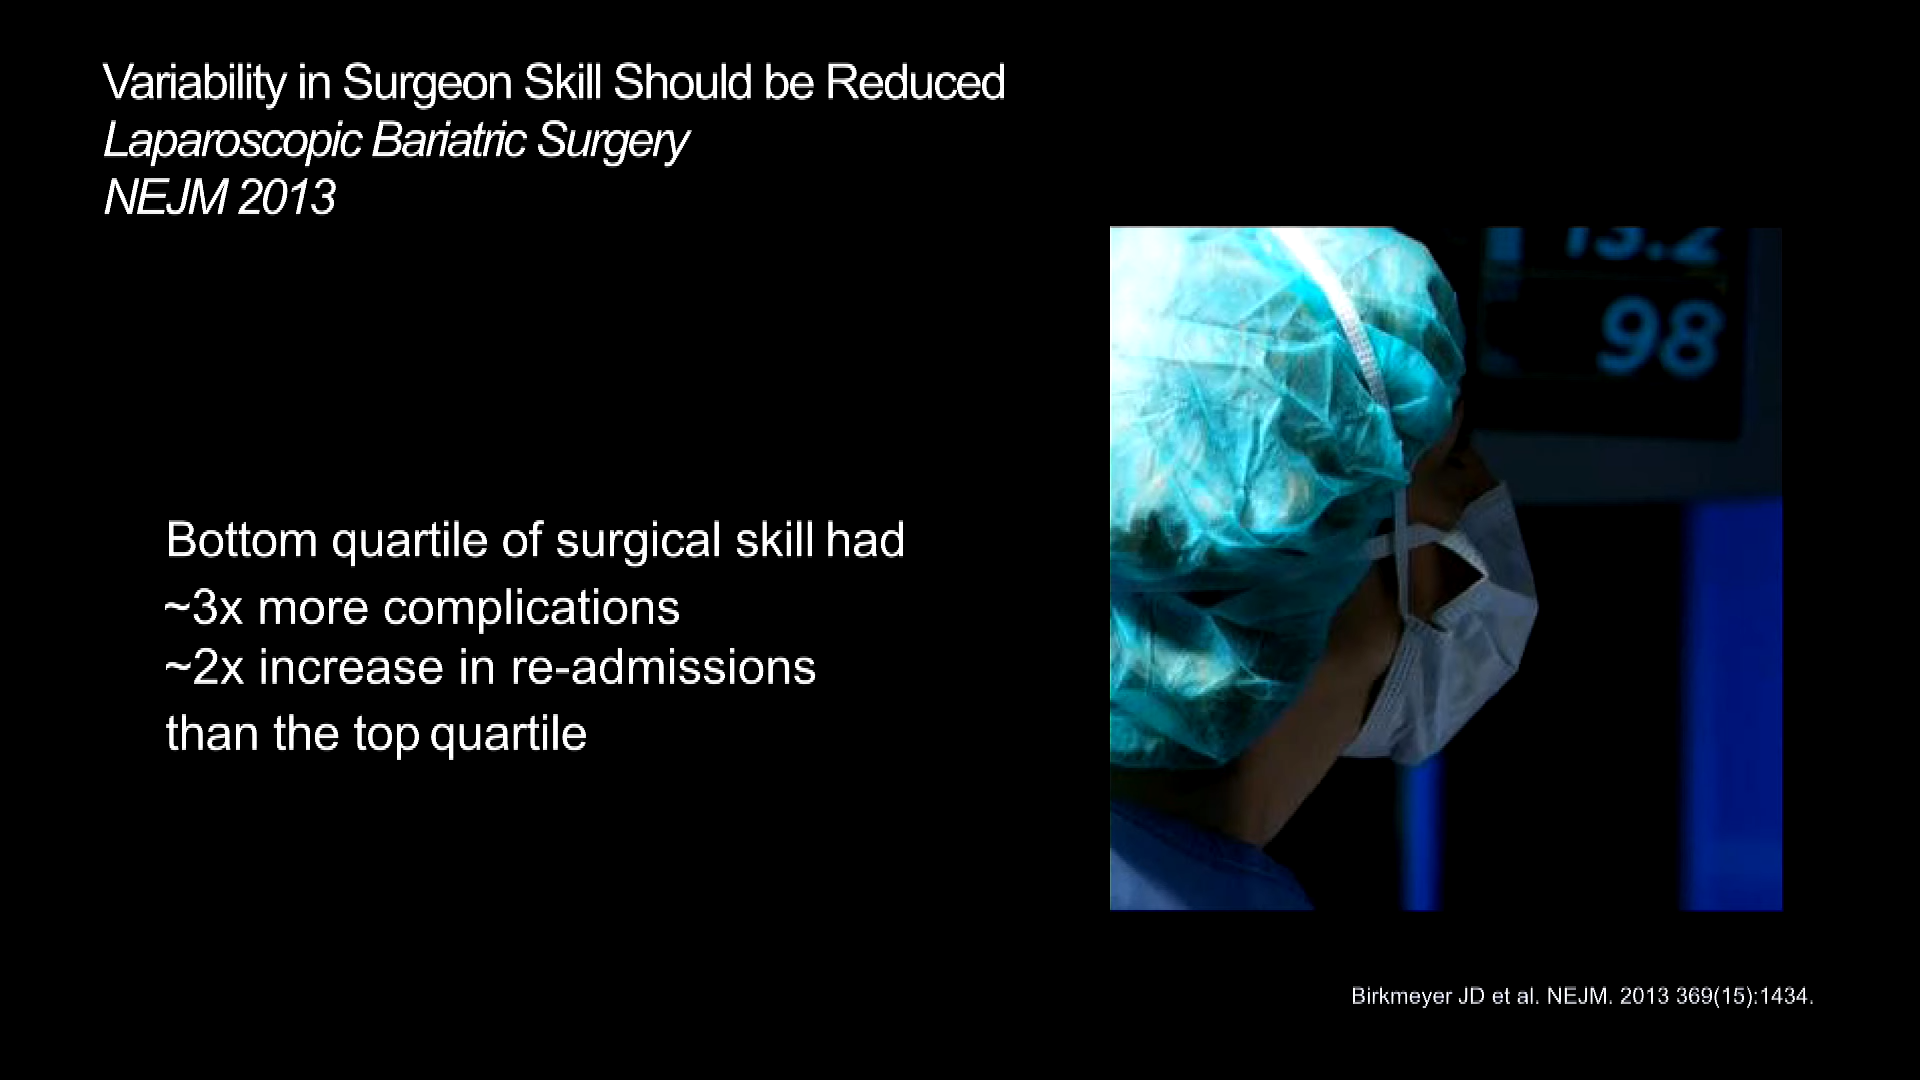 Variability in Surgeon Skill Should be Reduced
Laparoscopic Bariatric Surgery
NEJM 2013
13.2
98
Bottom quartile of surgical skill had
~3x more complications
~2x increase in re-admissions
than the top quartile
Birkmeyer JD et al. NEJM. 2013 369(15):1434.